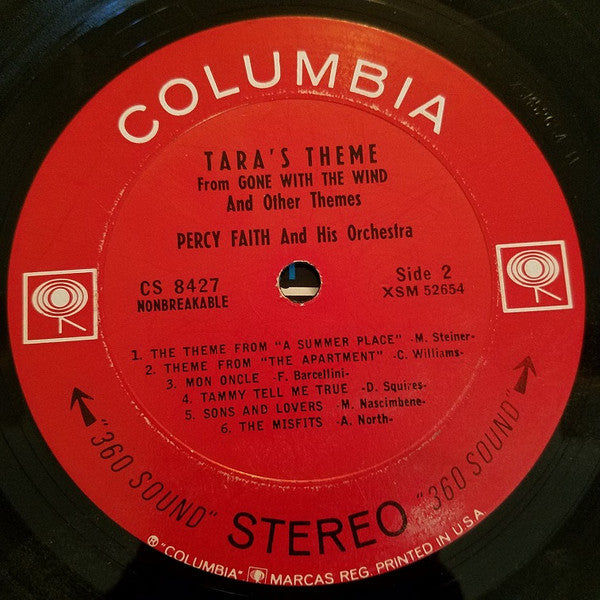 COLUMBIA
TARA'S THEME
From GONE WITH THE WIND
And Other Themes
PERCY FAITH And His Orchestra
CS 8427
NONBREAKABLE
Side 2
XSM 52654
1. THE THEME FROM "A SUMMER PLACE" -M. Steiner-
2. THEME FROM "THE APARTMENT" -C. Williams-
3. MON ONCLE -F. Barcellini-
4. TAMMY TELL ME TRUE -D. Squires-
5. SONS AND LOVERS -M. Nascimbene-
6. THE MISFITS -A. North-
"360 SOUND" STEREO "360 SOUND"
® "COLUMBIA" MARCAS REG. PRINTED IN U.S.A.